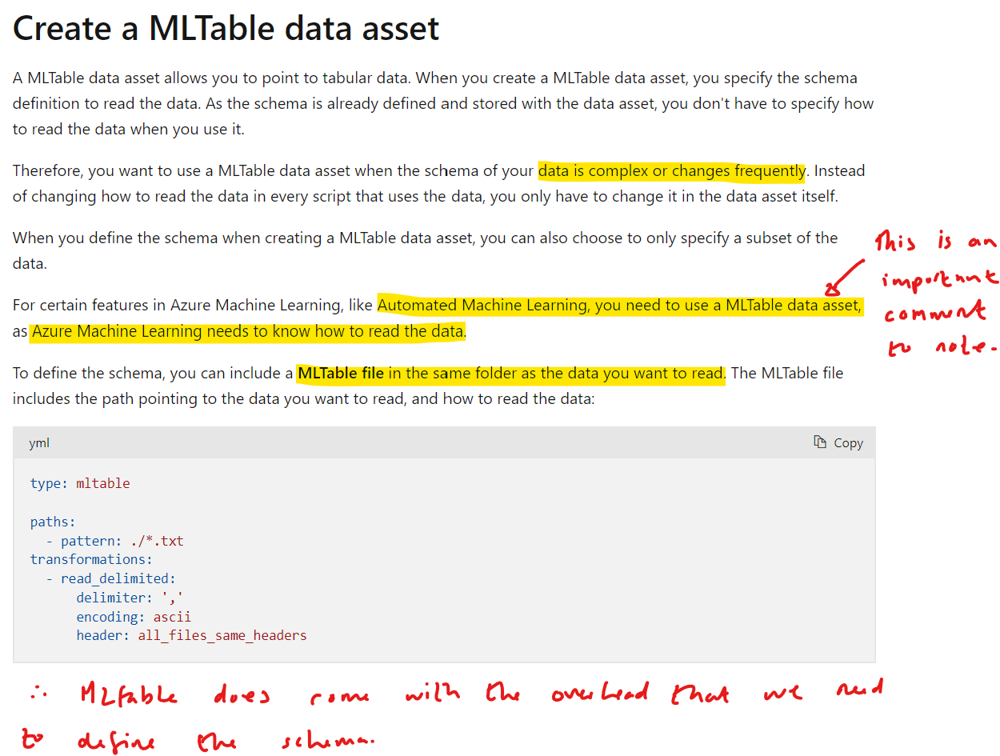 Create a MLTable data asset
A MLTable data asset allows you to point to tabular data. When you create a MLTable data asset, you specify the schema
definition to read the data. As the schema is already defined and stored with the data asset, you don't have to specify how
to read the data when you use it.
Therefore, you want to use a MLTable data asset when the schema of your data is complex or changes frequently. Instead
of changing how to read the data in every script that uses the data, you only have to change it in the data asset itself.
When you define the schema when creating a MLTable data asset, you can also choose to only specify a subset of the
data.
For certain features in Azure Machine Learning, like Automated Machine Learning, you need to use a MLTable data asset,
as Azure Machine Learning needs to know how to read the data.
This is an
important
comment
to note.
To define the schema, you can include a MLTable file in the same folder as the data you want to read. The MLTable file
includes the path pointing to the data you want to read, and how to read the data:
yml Copy
type: mltable
paths:
  - pattern: ./*.txt
transformations:
  - read_delimited:
      delimiter: ','
      encoding: ascii
      header: all_files_same_headers
∴ MLTable does come with the overhead that we need
to define the schema.